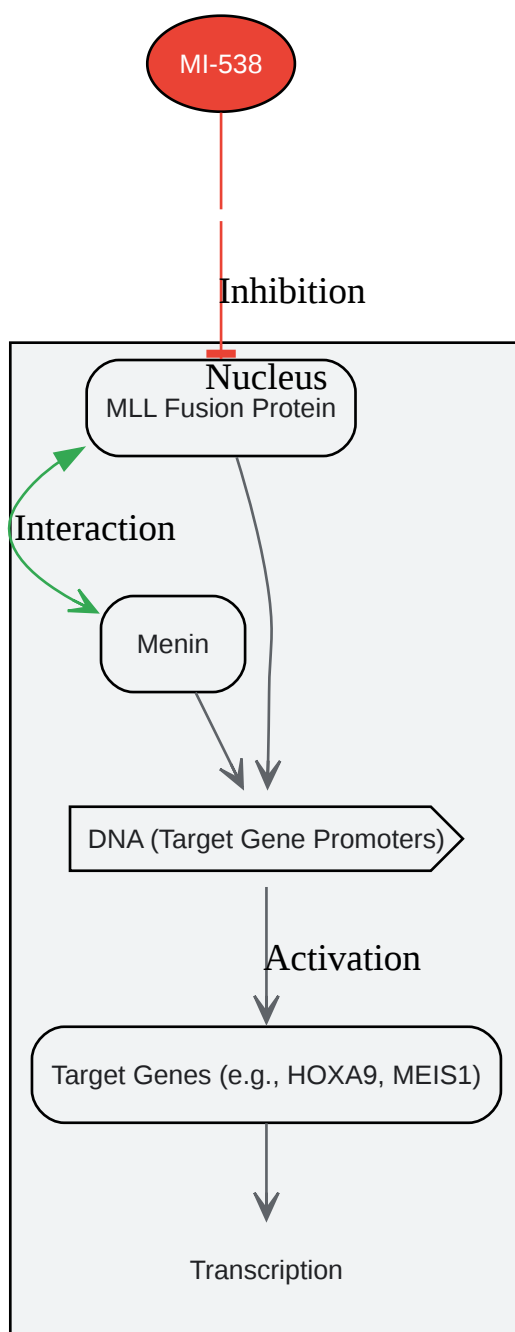 MI-538
Inhibition
Nucleus
MLL Fusion Protein
Interaction
Menin
DNA (Target Gene Promoters)
Activation
Target Genes (e.g., HOXA9, MEIS1)
Transcription